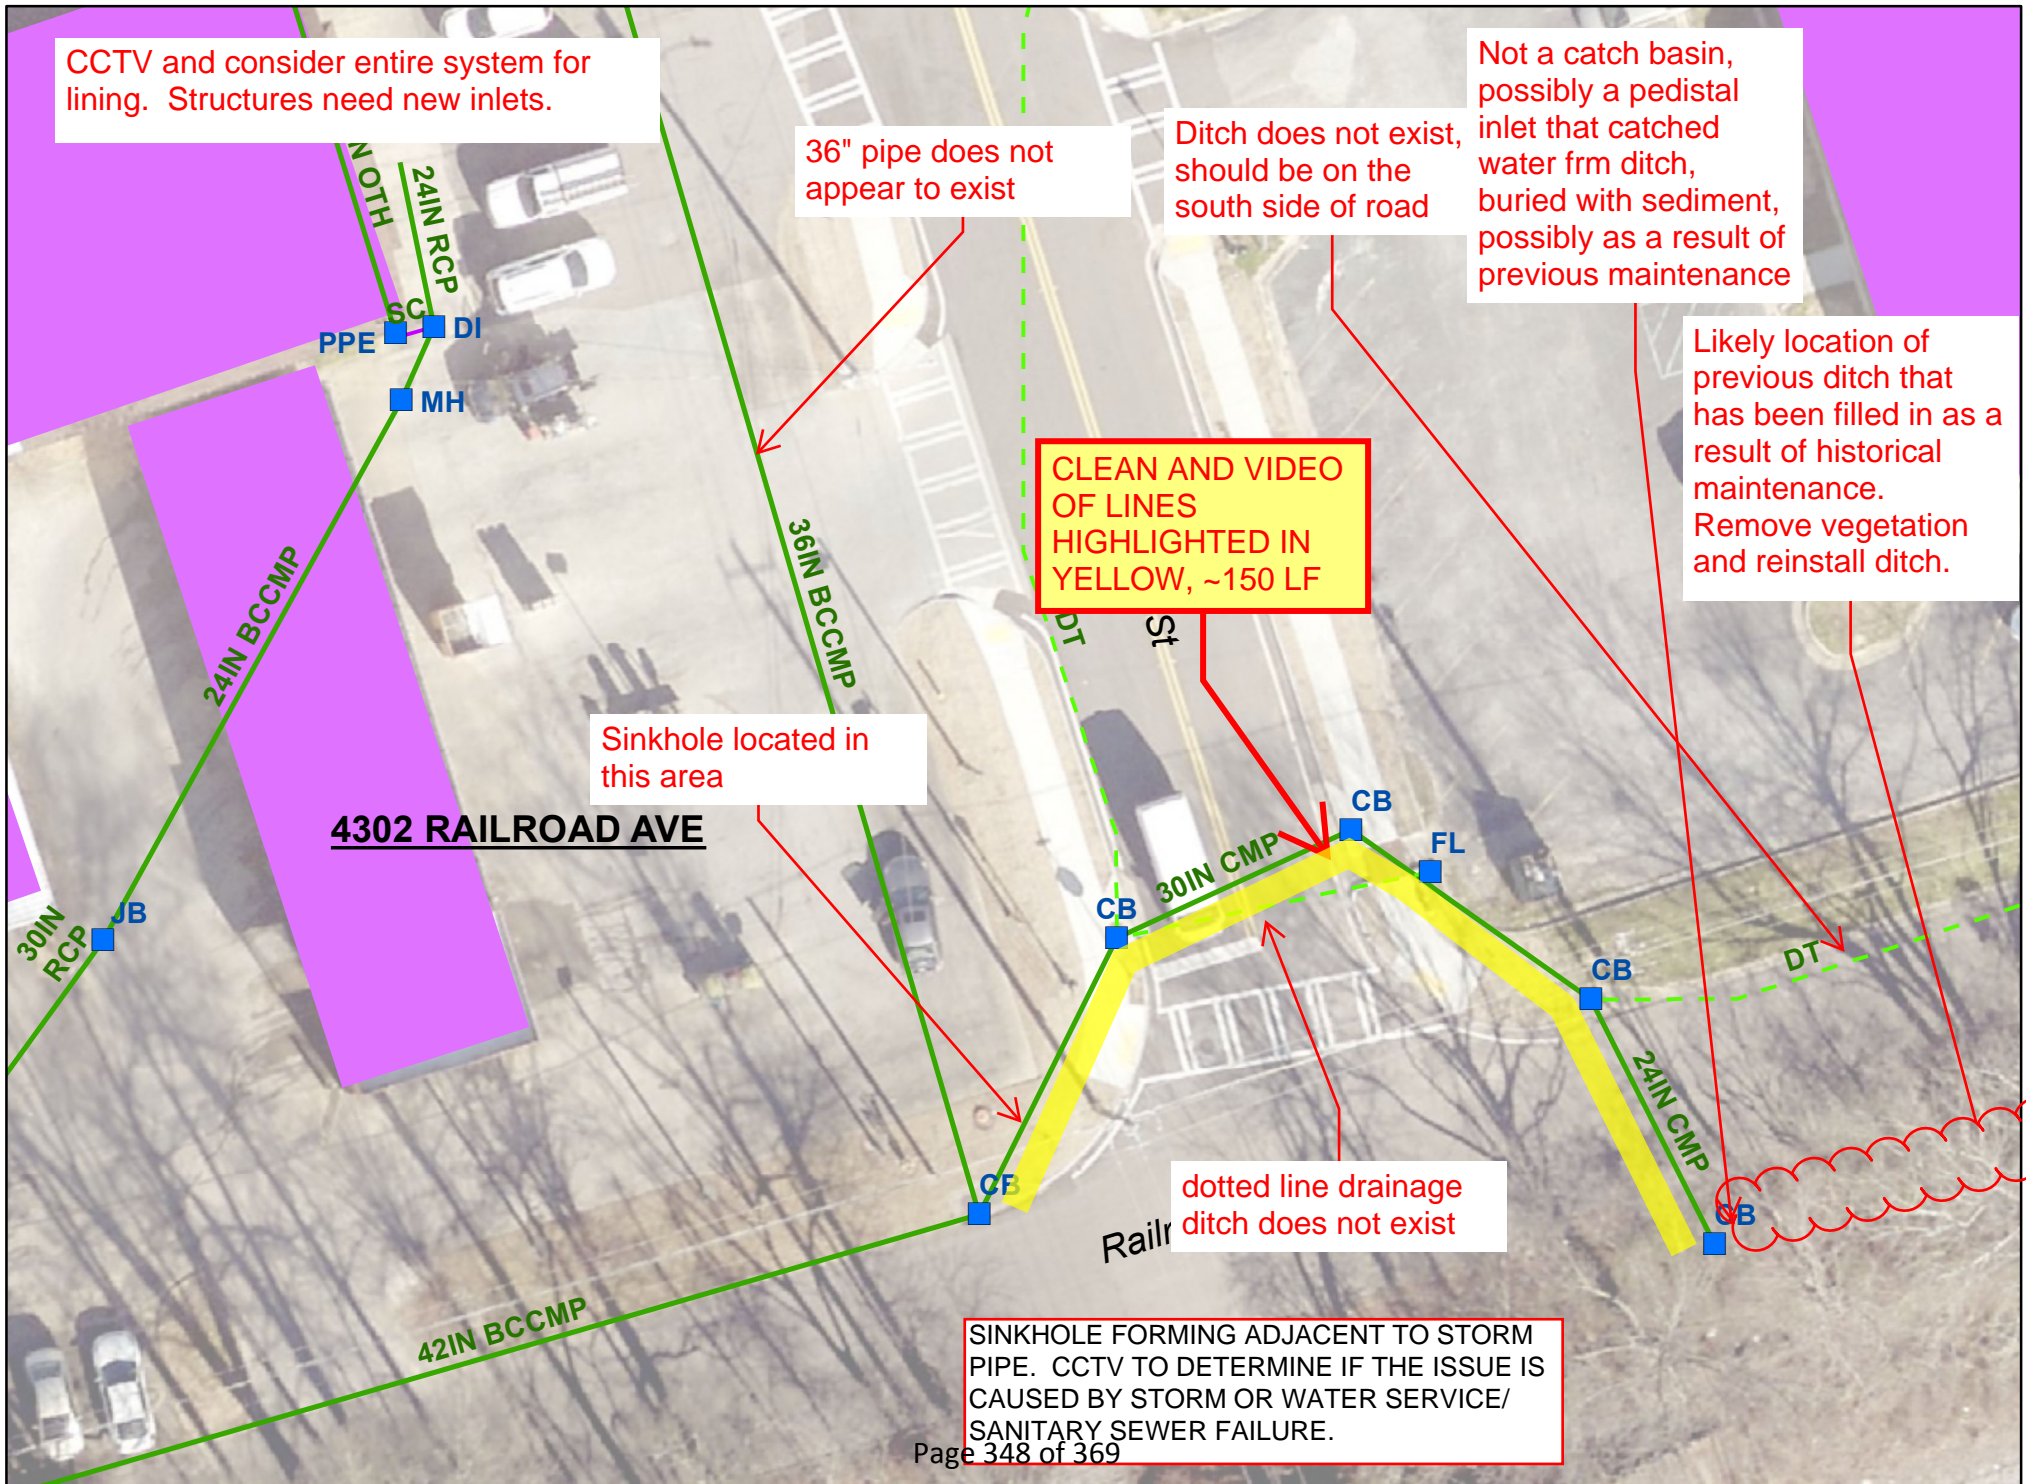 CCTV and consider entire system for
lining. Structures need new inlets.
36" pipe does not
appear to exist
Ditch does not exist,
should be on the
south side of road
Not a catch basin,
possibly a pedistal
inlet that catched
water frm ditch,
buried with sediment,
possibly as a result of
previous maintenance
Likely location of
previous ditch that
has been filled in as a
result of historical
maintenance.
Remove vegetation
and reinstall ditch.
N OTH
24IN RCP
SC
PPE
DI
MH
24IN BCCMP
36IN BCCMP
CLEAN AND VIDEO
OF LINES
HIGHLIGHTED IN
YELLOW, ~150 LF
DT
St
Sinkhole located in
this area
4302 RAILROAD AVE
30IN
RCP
JB
CB
30IN CMP
CB
FL
CB
DT
24IN CMP
CB
CB
dotted line drainage
ditch does not exist
Railr
42IN BCCMP
SINKHOLE FORMING ADJACENT TO STORM
PIPE. CCTV TO DETERMINE IF THE ISSUE IS
CAUSED BY STORM OR WATER SERVICE/
SANITARY SEWER FAILURE.
Page 348 of 369